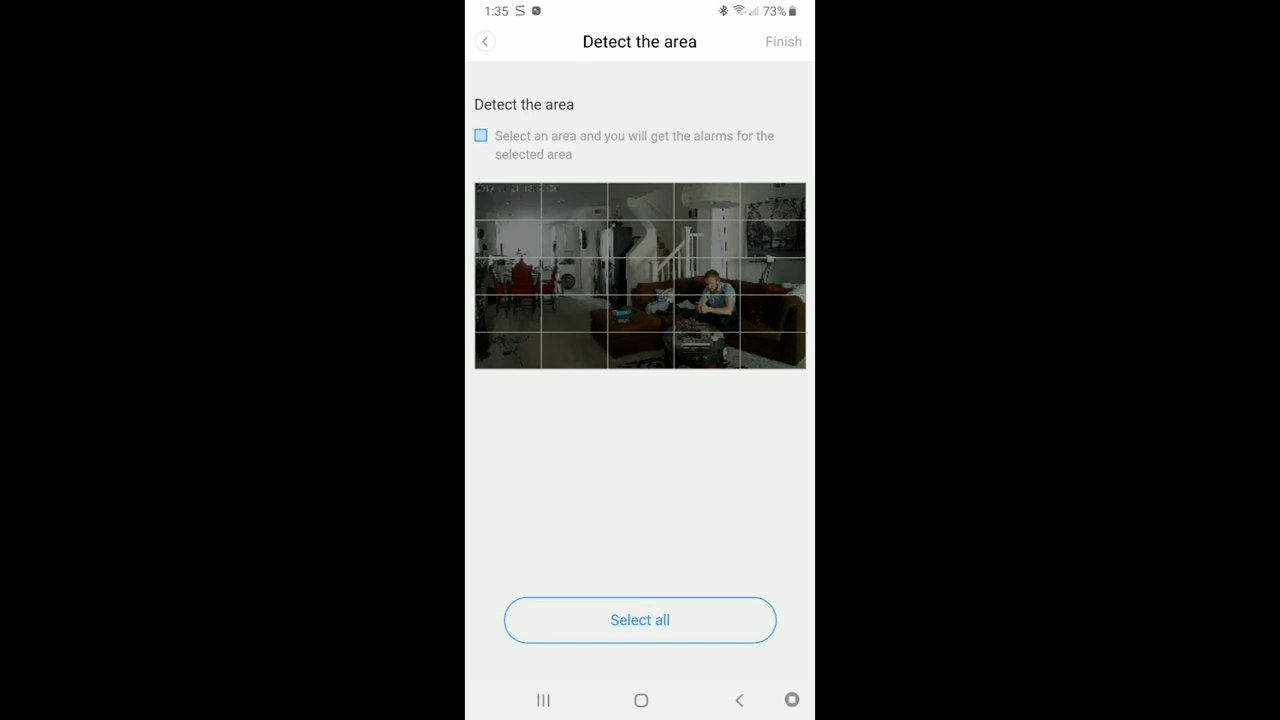 1:35
73%
Detect the area
Finish
Detect the area
Select an area and you will get the alarms for the
selected area
Select all